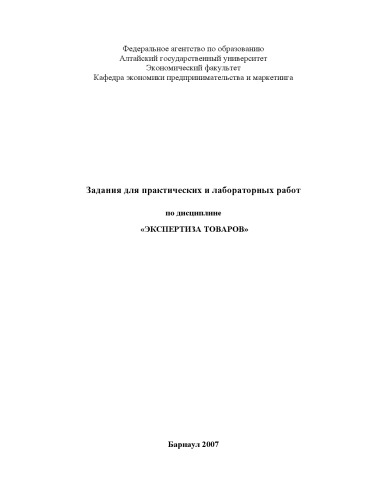 Федеральное агентство по образованию
Алтайский государственный университет
Экономический факультет
Кафедра экономики предпринимательства и маркетинга
Задания для практических и лабораторных работ
по дисциплине
«ЭКСПЕРТИЗА ТОВАРОВ»
Барнаул 2007